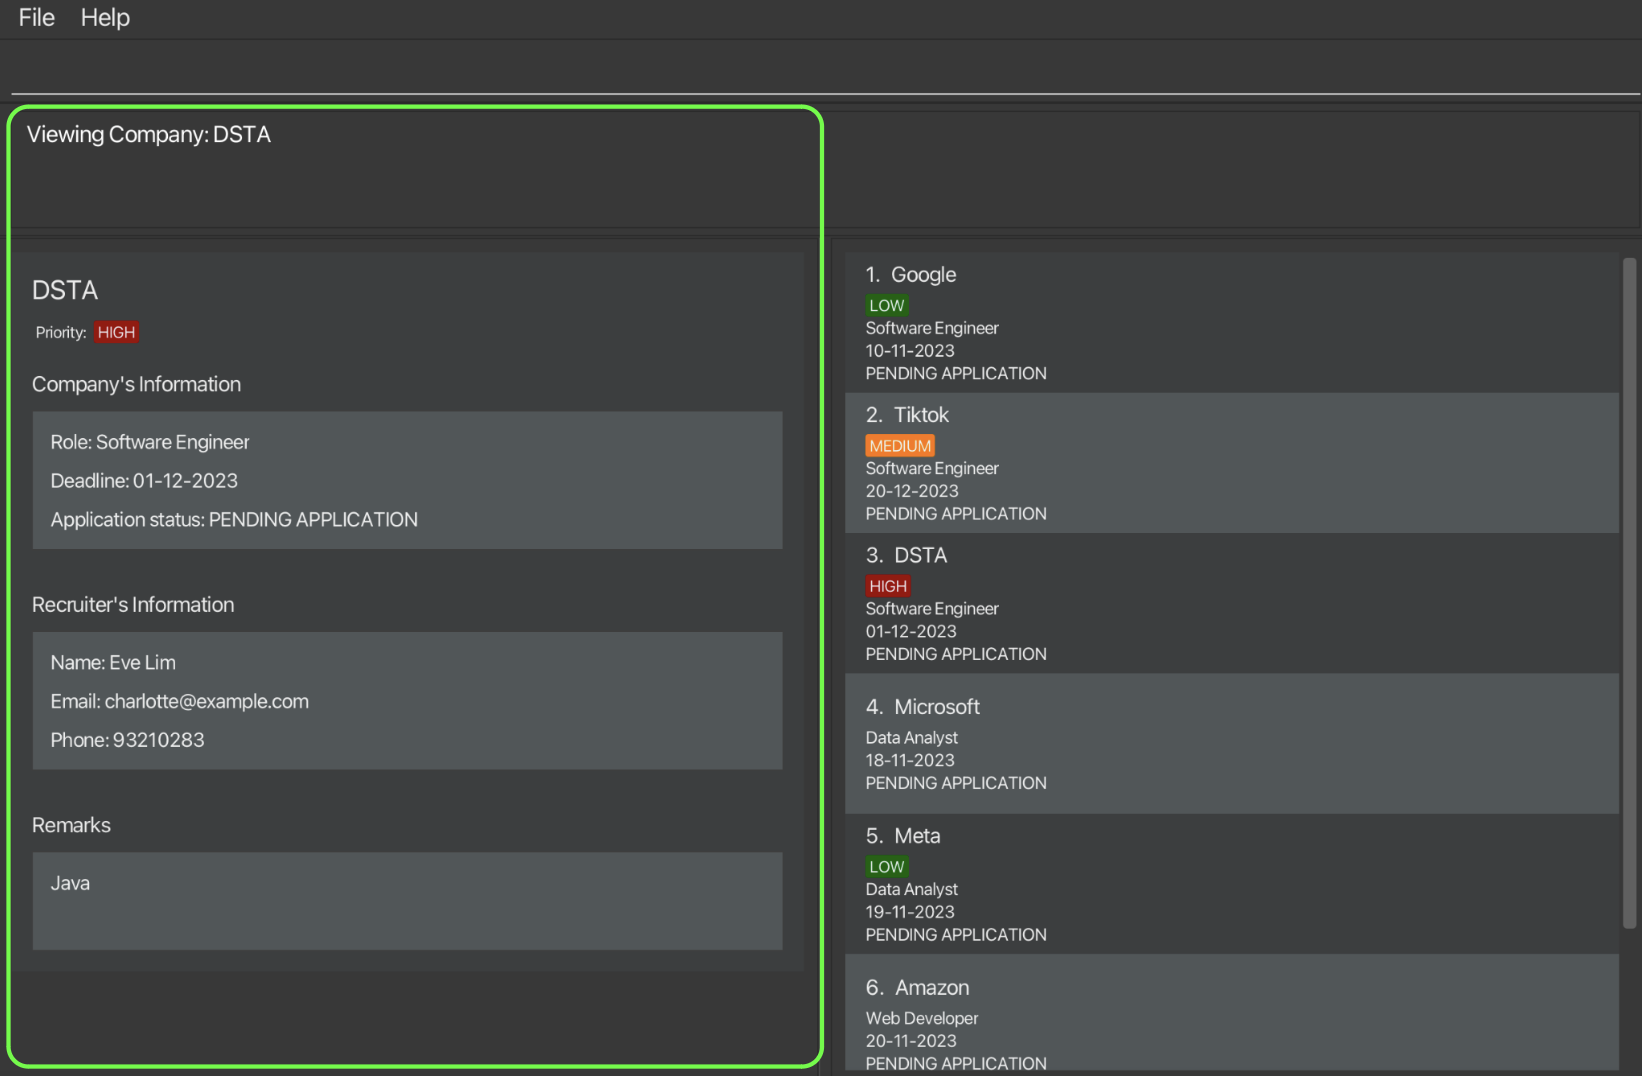 File Help
Viewing Company: DSTA
DSTA
Priority: HIGH
Company's Information
Role: Software Engineer
Deadline: 01-12-2023
Application status: PENDING APPLICATION
Recruiter's Information
Name: Eve Lim
Email: charlotte@example.com
Phone: 93210283
Remarks
Java
1. Google
LOW
Software Engineer
10-11-2023
PENDING APPLICATION
2. Tiktok
MEDIUM
Software Engineer
20-12-2023
PENDING APPLICATION
3. DSTA
HIGH
Software Engineer
01-12-2023
PENDING APPLICATION
4. Microsoft
Data Analyst
18-11-2023
PENDING APPLICATION
5. Meta
LOW
Data Analyst
19-11-2023
PENDING APPLICATION
6. Amazon
Web Developer
20-11-2023
PENDING APPLICATION